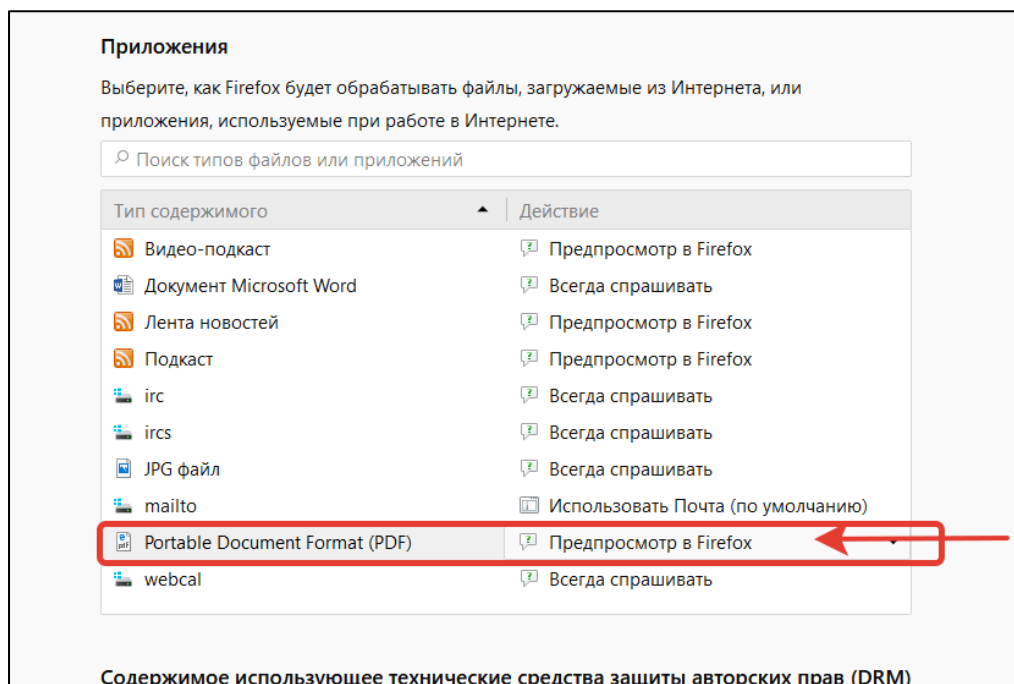 Приложения
Выберите, как Firefox будет обрабатывать файлы, загружаемые из Интернета, или
приложения, используемые при работе в Интернете.
Поиск типов файлов или приложений
Тип содержимого Действие
Видео-подкаст Предпросмотр в Firefox
Документ Microsoft Word Всегда спрашивать
Лента новостей Предпросмотр в Firefox
Подкаст Предпросмотр в Firefox
irc Всегда спрашивать
ircs Всегда спрашивать
JPG файл Всегда спрашивать
mailto Использовать Почта (по умолчанию)
Portable Document Format (PDF) Предпросмотр в Firefox
webcal Всегда спрашивать
Содержимое использующее технические средства защиты авторских прав (DRM)